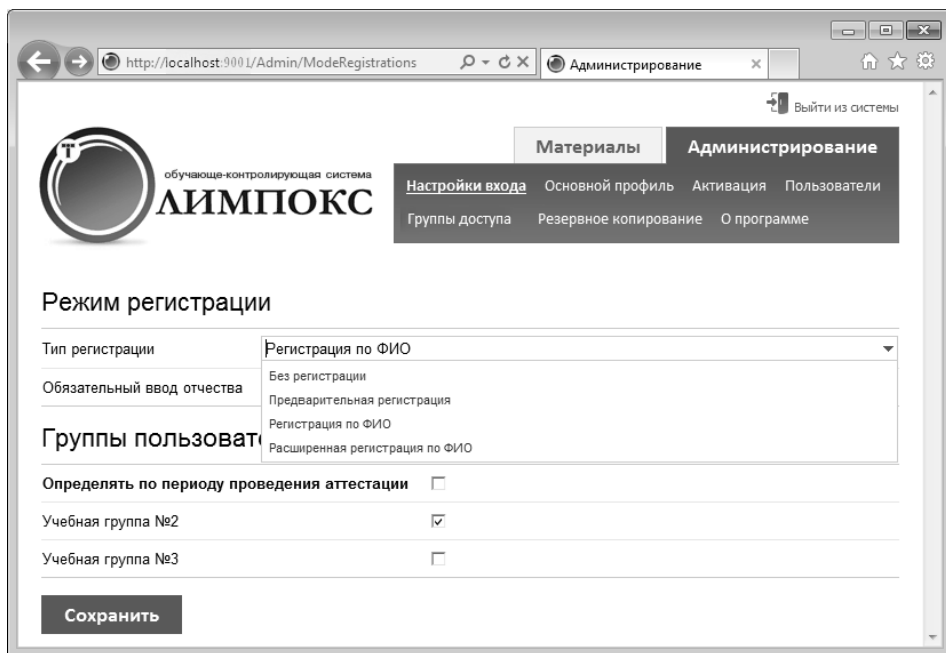 http://localhost:9001/Admin/ModeRegistrations
Администрирование
Выйти из системы
Т
обучающе-контролирующая система
ЛИМПОКС
Материалы
Администрирование
Настройки входа Основной профиль Активация Пользователи
Группы доступа Резервное копирование О программе
Режим регистрации
Тип регистрации Регистрация по ФИО
Без регистрации
Обязательный ввод отчества
Предварительная регистрация
Регистрация по ФИО
Расширенная регистрация по ФИО
Группы пользоват
Определять по периоду проведения аттестации
Учебная группа №2
Учебная группа №3
Сохранить